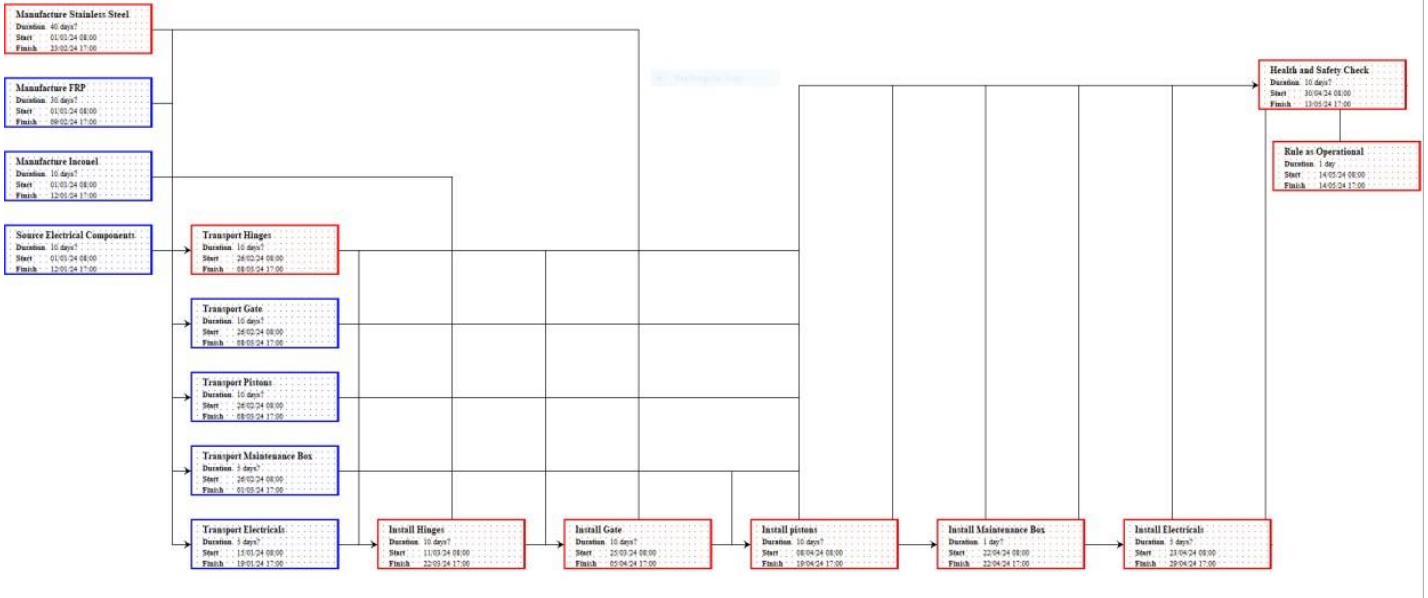 Manufacture Stainless Steel
Duration 40 days?
Start 01/01/24 08:00
Finish 23/02/24 17:00
Manufacture FRP
Duration 30 days?
Start 01/01/24 08:00
Finish 09/02/24 17:00
Manufacture Inconel
Duration 10 days?
Start 01/01/24 08:00
Finish 12/01/24 17:00
Source Electrical Components
Duration 10 days?
Start 01/01/24 08:00
Finish 12/01/24 17:00
Transport Hinges
Duration 10 days?
Start 26/02/24 08:00
Finish 08/03/24 17:00
Transport Gate
Duration 10 days?
Start 26/02/24 08:00
Finish 08/03/24 17:00
Transport Pistons
Duration 10 days?
Start 26/02/24 08:00
Finish 08/03/24 17:00
Transport Maintenance Box
Duration 5 days?
Start 26/02/24 08:00
Finish 01/03/24 17:00
Transport Electricals
Duration 5 days?
Start 15/01/24 08:00
Finish 19/01/24 17:00
Install Hinges
Duration 10 days?
Start 11/03/24 08:00
Finish 22/03/24 17:00
Install Gate
Duration 10 days?
Start 25/03/24 08:00
Finish 05/04/24 17:00
Install pistons
Duration 10 days?
Start 08/04/24 08:00
Finish 19/04/24 17:00
Install Maintenance Box
Duration 1 day?
Start 22/04/24 08:00
Finish 22/04/24 17:00
Install Electricals
Duration 5 days?
Start 23/04/24 08:00
Finish 29/04/24 17:00
Health and Safety Check
Duration 10 days?
Start 30/04/24 08:00
Finish 13/05/24 17:00
Rule as Operational
Duration 1 day
Start 14/05/24 08:00
Finish 14/05/24 17:00